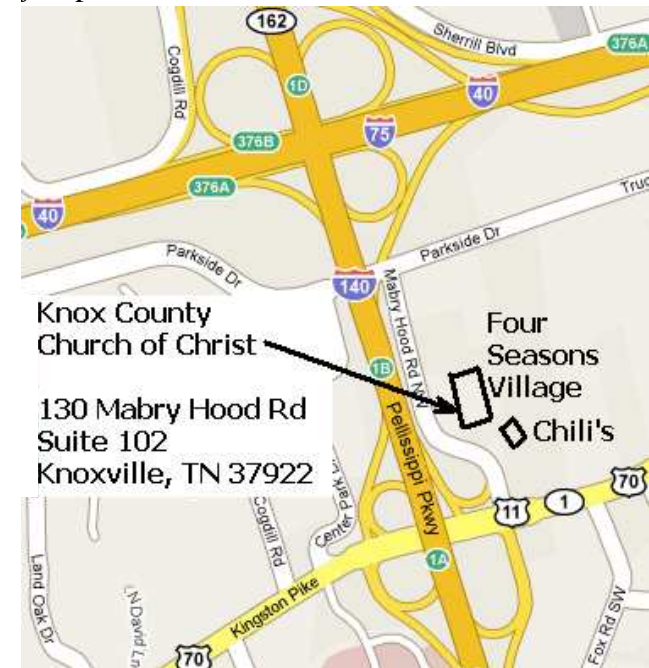 162
Sherrill Blvd
376A
Cogdill Rd
1D
40
75
376B
376A
40
Parkside Dr
Parkside Dr
140
Mabry Hood Rd NW
Knox County
Church of Christ
130 Mabry Hood Rd
Suite 102
Knoxville, TN 37922
Four
Seasons
Village
Chili's
1B
Pellissippi Pkwy
70
1
11
Center Park
Cogdill Rd
1A
Land Oak Dr
N David Ln
Kingston Pike
70
Fox Rd SW